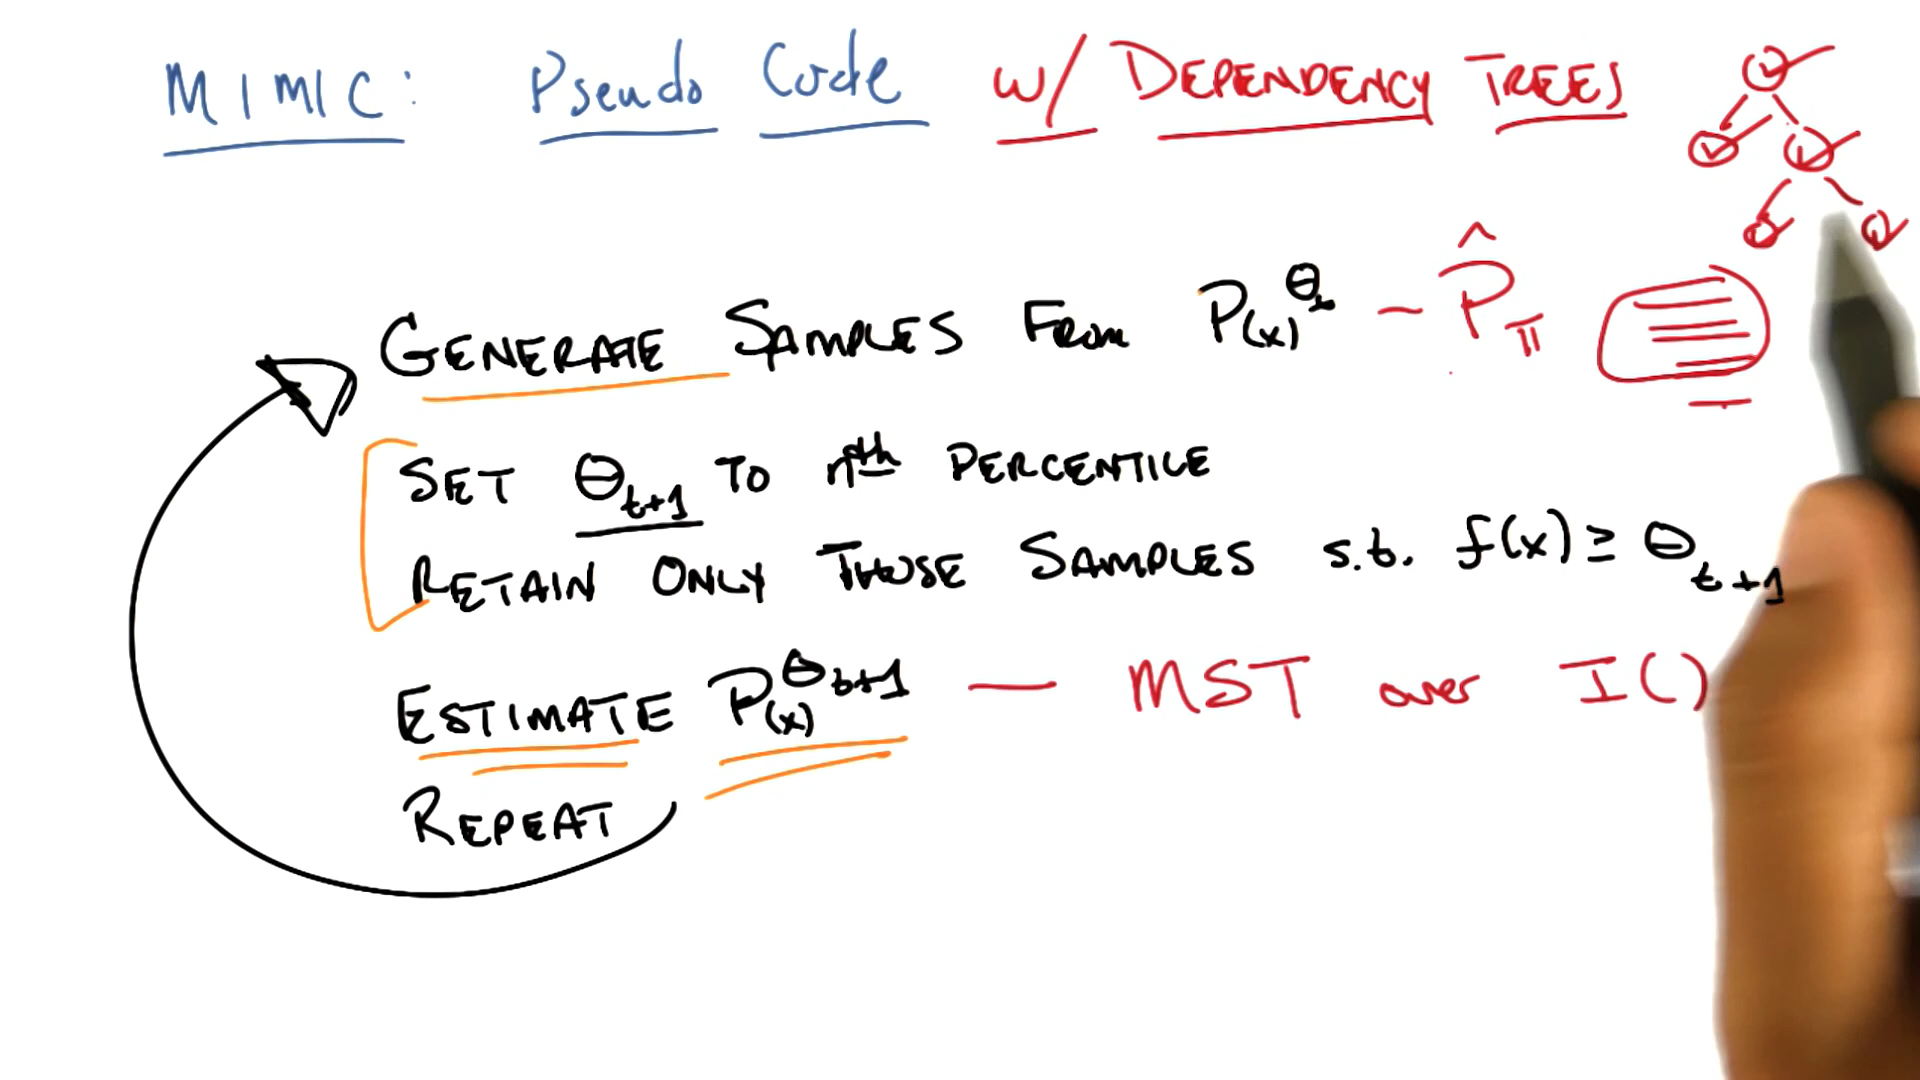 MIMIC: Pseudo Code w/ DEPENDENCY TREES
GENERATE SAMPLES FROM P(x)^θt - P̂π
SET θt+1 TO nth PERCENTILE
RETAIN ONLY THOSE SAMPLES s.t. f(x) ≥ θt+1
ESTIMATE P(x)^θt+1 — MST over I()
REPEAT